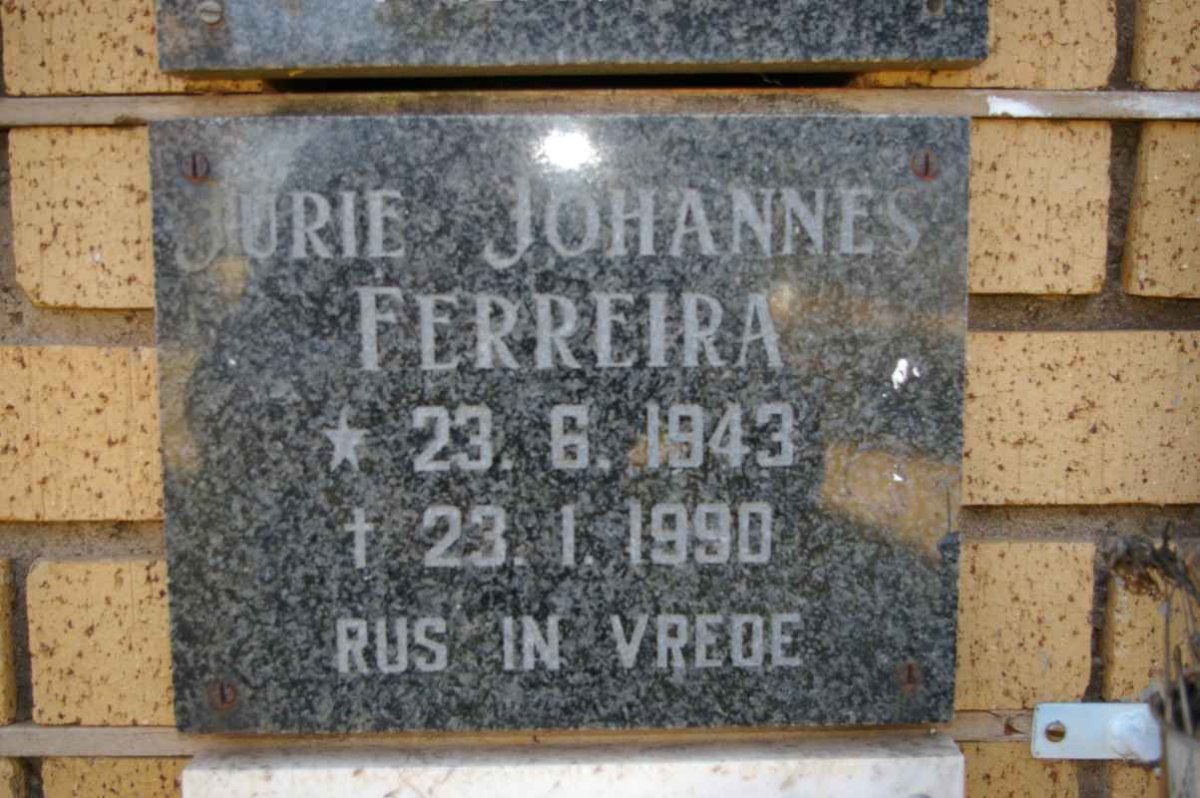 JURIE JOHANNES
FERREIRA
★ 23. 6. 1943
† 23. 1. 1990
RUS IN VREDE